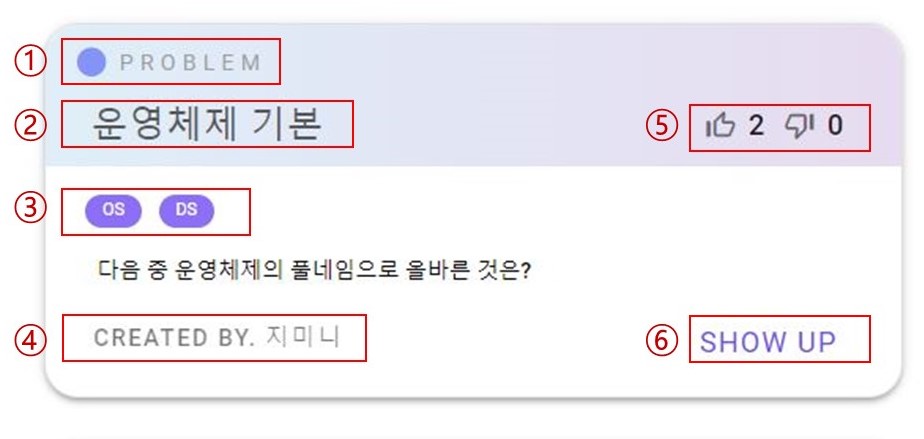 ① PROBLEM
② 운영체제 기본
⑤ 2 0
③ OS DS
다음 중 운영체제의 풀네임으로 올바른 것은?
④ CREATED BY. 지미니
⑥ SHOW UP